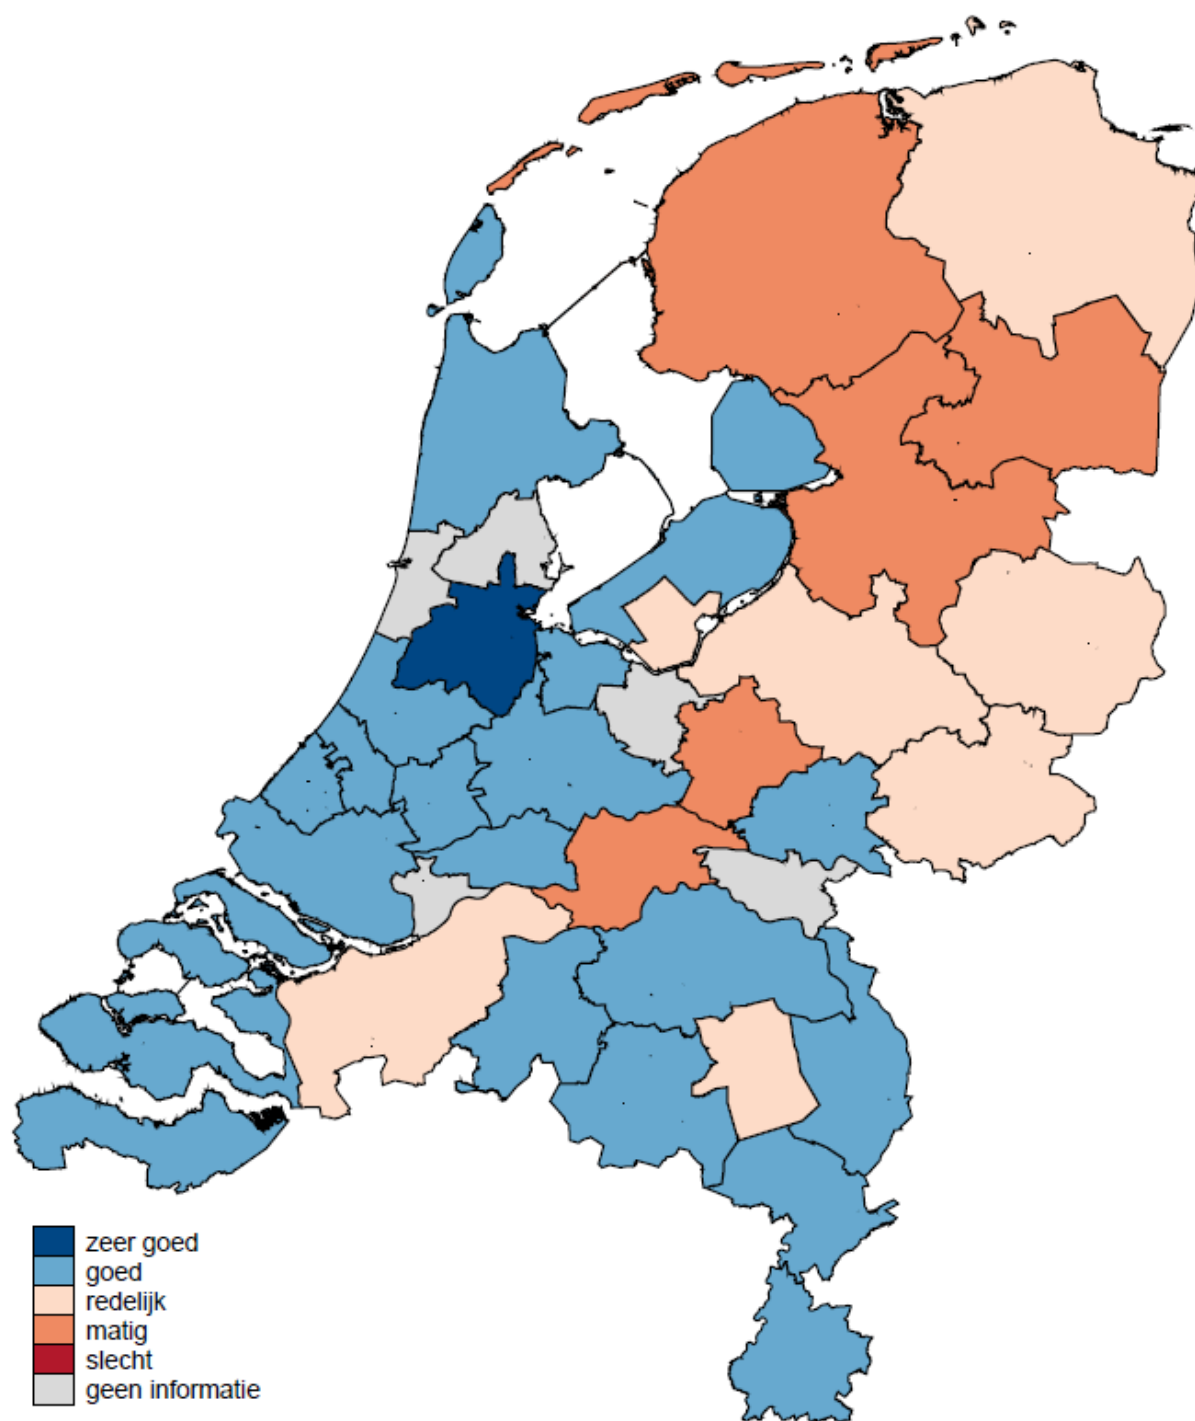 zeer goed
goed
redelijk
matig
slecht
geen informatie